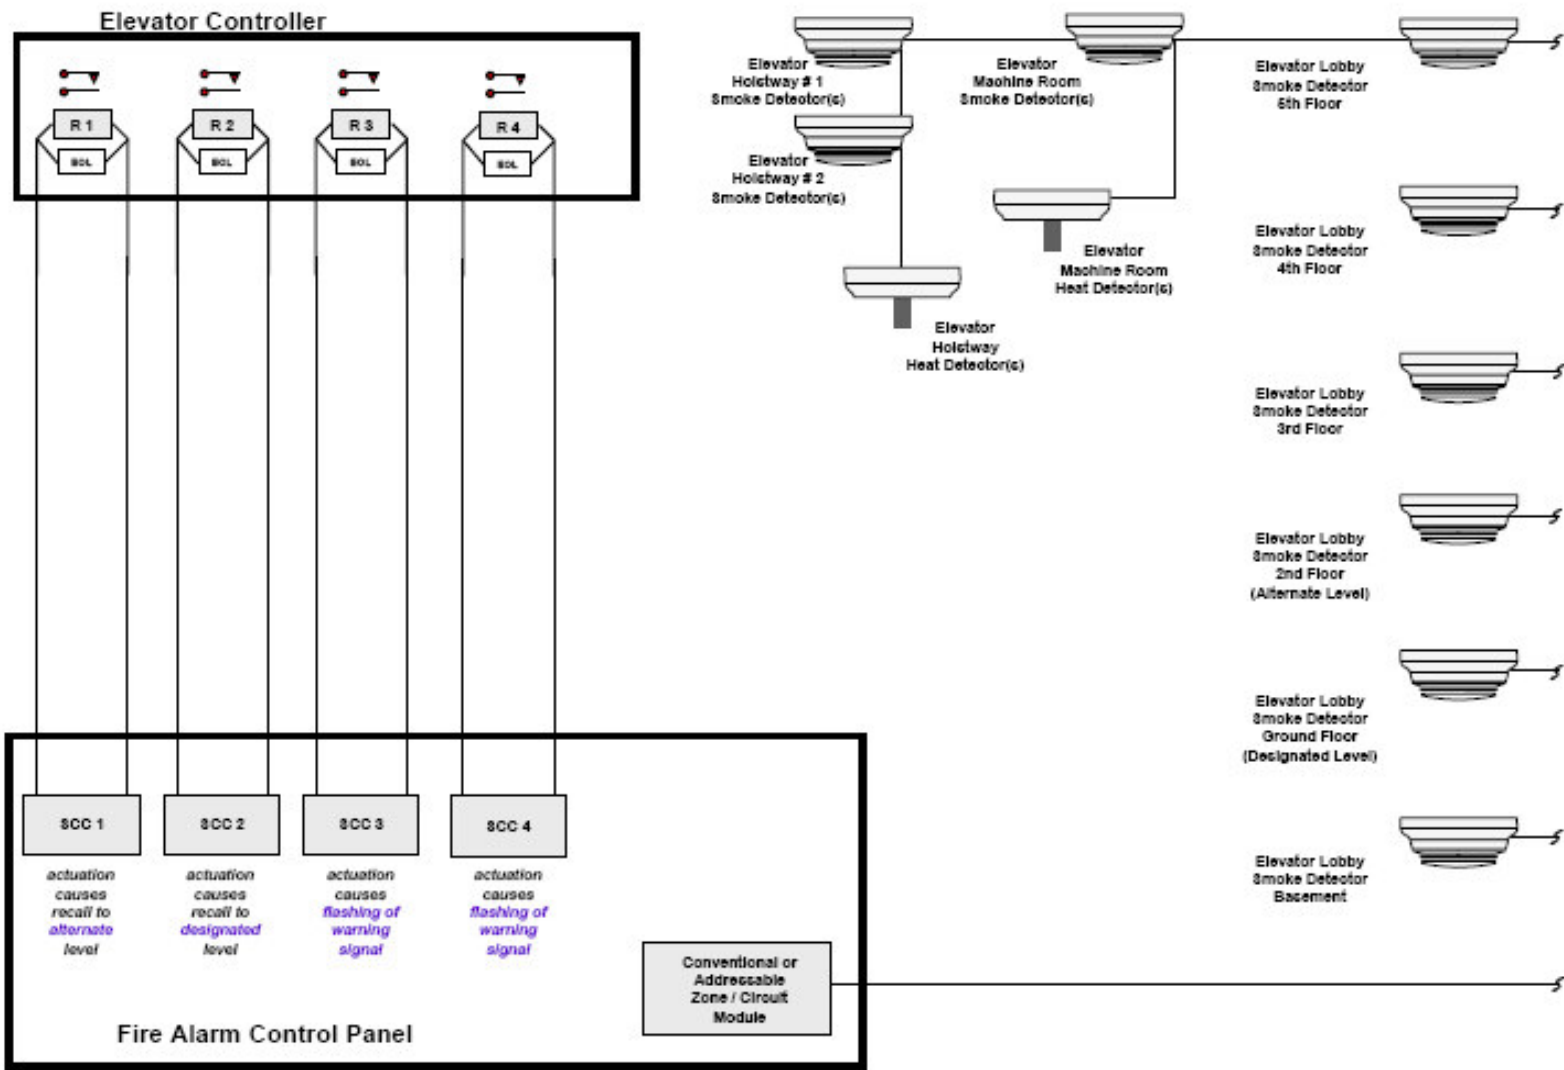 Elevator Controller
R 1
R 2
R 3
R 4
EOL
EOL
EOL
EOL
Elevator
Hoistway # 1
Smoke Detector(s)
Elevator
Machine Room
Smoke Detector(s)
Elevator Lobby
Smoke Detector
5th Floor
Elevator
Hoistway # 2
Smoke Detector(s)
Elevator
Machine Room
Heat Detector(s)
Elevator
Hoistway
Heat Detector(s)
Elevator Lobby
Smoke Detector
4th Floor
Elevator Lobby
Smoke Detector
3rd Floor
Elevator Lobby
Smoke Detector
2nd Floor
(Alternate Level)
Elevator Lobby
Smoke Detector
Ground Floor
(Designated Level)
Elevator Lobby
Smoke Detector
Basement
SCC 1
actuation
causes
recall to
alternate
level
SCC 2
actuation
causes
recall to
designated
level
SCC 3
actuation
causes
flashing of
warning
signal
SCC 4
actuation
causes
flashing of
warning
signal
Conventional or
Addressable
Zone / Circuit
Module
Fire Alarm Control Panel